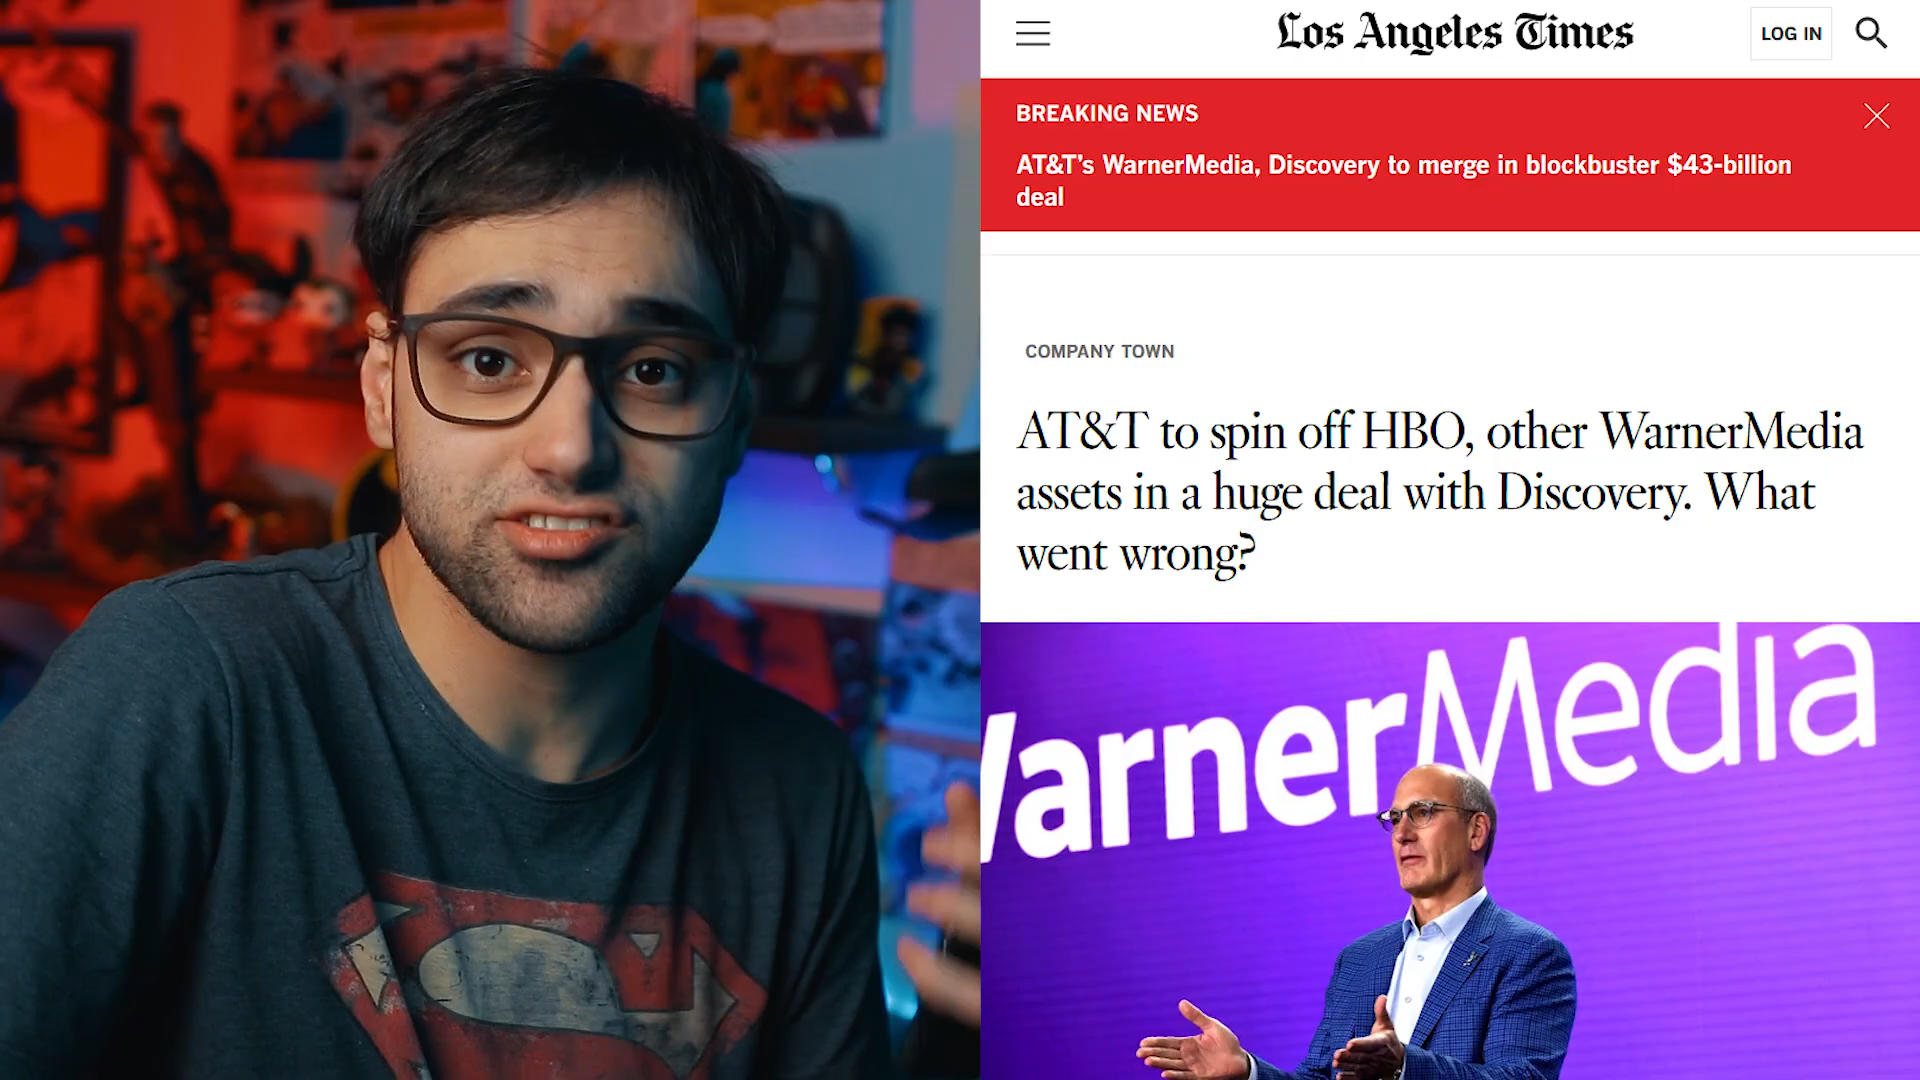 Los Angeles Times
LOG IN
BREAKING NEWS
AT&T's WarnerMedia, Discovery to merge in blockbuster $43-billion
deal
COMPANY TOWN
AT&T to spin off HBO, other WarnerMedia
assets in a huge deal with Discovery. What
went wrong?
WarnerMedia